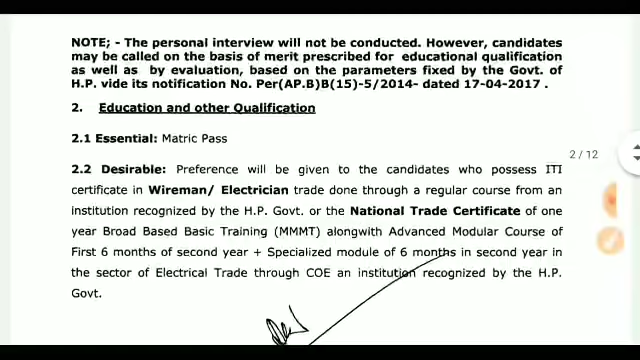 NOTE; - The personal interview will not be conducted. However, candidates
may be called on the basis of merit prescribed for educational qualification
as well as by evaluation, based on the parameters fixed by the Govt. of
H.P. vide its notification No. Per(AP.B)B(15)-5/2014- dated 17-04-2017 .
2. Education and other Qualification
2.1 Essential: Matric Pass
2.2 Desirable: Preference will be given to the candidates who possess ITI
2 / 12
certificate in Wireman/ Electrician trade done through a regular course from an
institution recognized by the H.P. Govt. or the National Trade Certificate of one
year Broad Based Basic Training (MMMT) alongwith Advanced Modular Course of
First 6 months of second year + Specialized module of 6 months in second year in
the sector of Electrical Trade through COE an institution recognized by the H.P.
Govt.